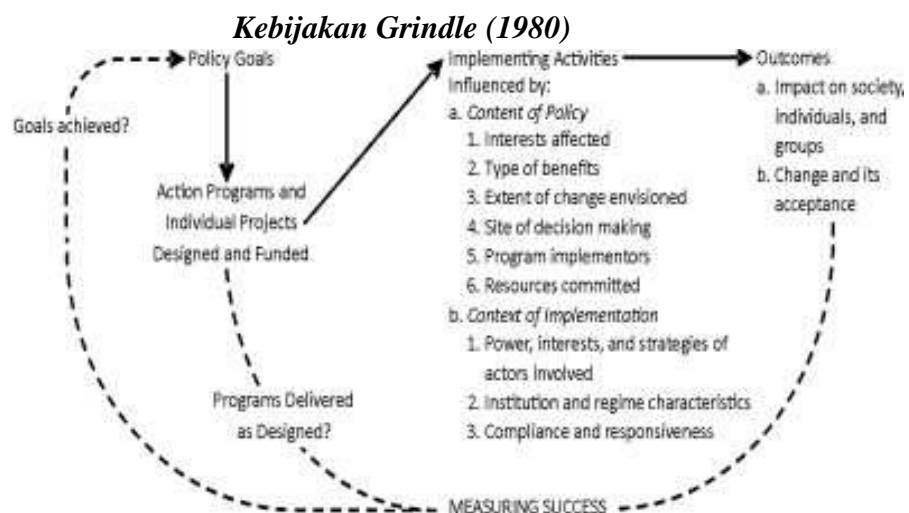 Kebijakan Grindle (1980)
Policy Goals
Goals achieved?
Action Programs and
Individual Projects
Designed and Funded
Programs Delivered
as Designed?
Implementing Activities
Influenced by:
a. Content of Policy
1. Interests affected
2. Type of benefits
3. Extent of change envisioned
4. Site of decision making
5. Program implementors
6. Resources committed
b. Context of Implementation
1. Power, interests, and strategies of
actors involved
2. Institution and regime characteristics
3. Compliance and responsiveness
Outcomes
a. Impact on society,
individuals, and
groups
b. Change and its
acceptance
MEASURING SUCCESS